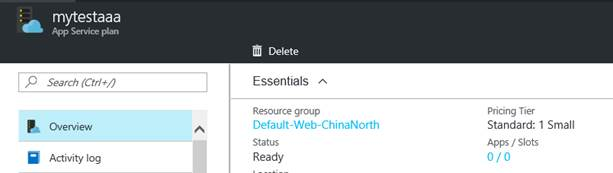 mytestaaa
App Service plan
Delete
Search (Ctrl+/)
Essentials
Overview
Activity log
Resource group
Default-Web-ChinaNorth
Status
Ready
Pricing Tier
Standard: 1 Small
Apps / Slots
0 / 0